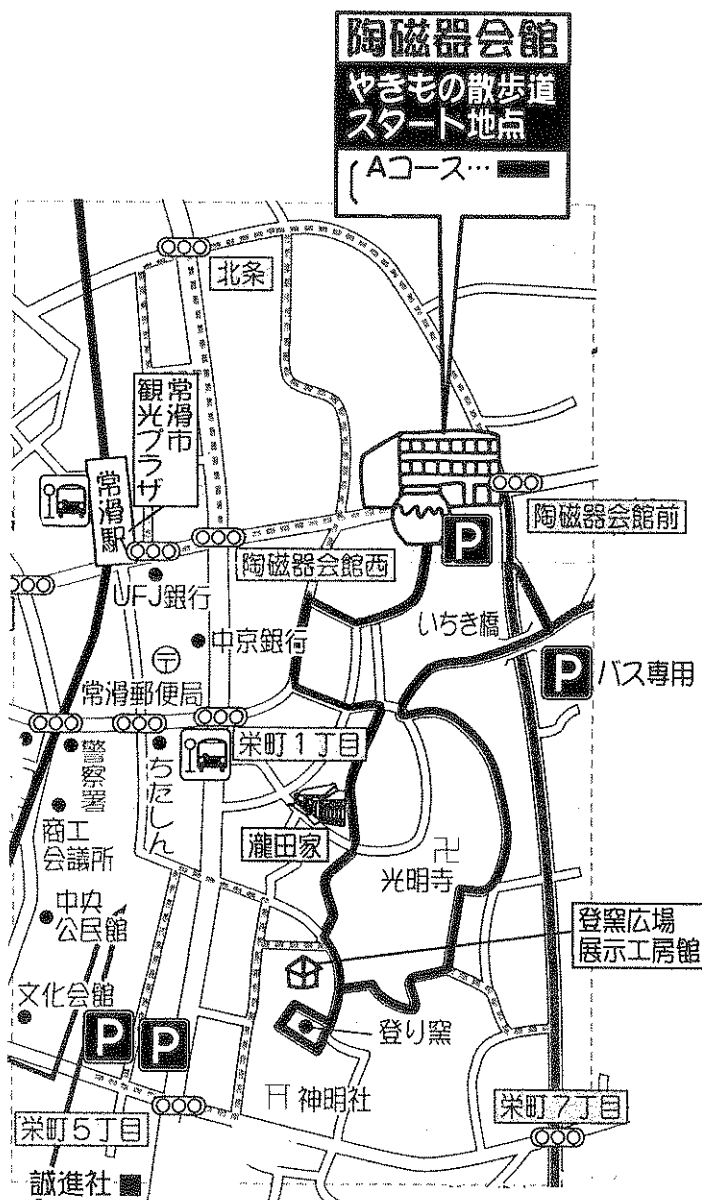 陶磁器会館
やきもの散歩道
スタート地点
Aコース…
北条
常滑市
観光プラザ
常滑駅
陶磁器会館前
P
陶磁器会館西
UFJ銀行
いちき橋
中京銀行
P バス専用
〒
常滑郵便局
栄町1丁目
警察署
ちたしん
商工
会議所
瀧田家
卍
光明寺
中央
公民館
登窯広場
展示工房館
文化会館
P P
登り窯
神明社
栄町5丁目
栄町7丁目
誠進社